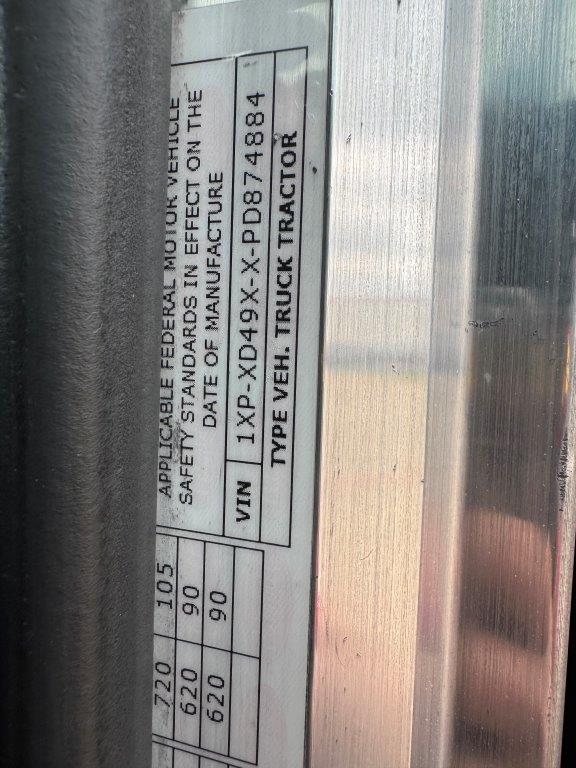 APPLICABLE FEDERAL MOTOR VEHICLE
SAFETY STANDARDS IN EFFECT ON THE
DATE OF MANUFACTURE
VIN 1XP-XD49X-X-PD874884
TYPE VEH. TRUCK TRACTOR
720 105
620 90
620 90